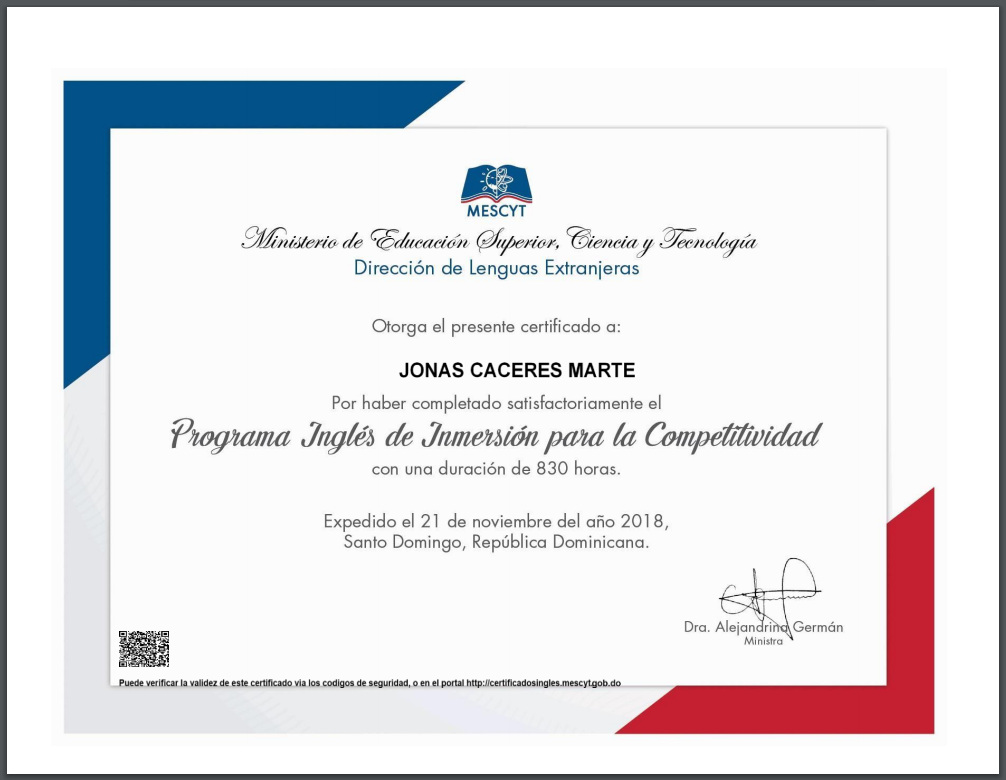 MESCYT
Ministerio de Educación Superior, Ciencia y Tecnología
Dirección de Lenguas Extranjeras
Otorga el presente certificado a:
JONAS CACERES MARTE
Por haber completado satisfactoriamente el
Programa Inglés de Inmersión para la Competitividad
con una duración de 830 horas.
Expedido el 21 de noviembre del año 2018,
Santo Domingo, República Dominicana.
Dra. Alejandrina Germán
Ministra
Puede verificar la validez de este certificado via los codigos de seguridad, o en el portal http://certificadosingles.mescyt.gob.do